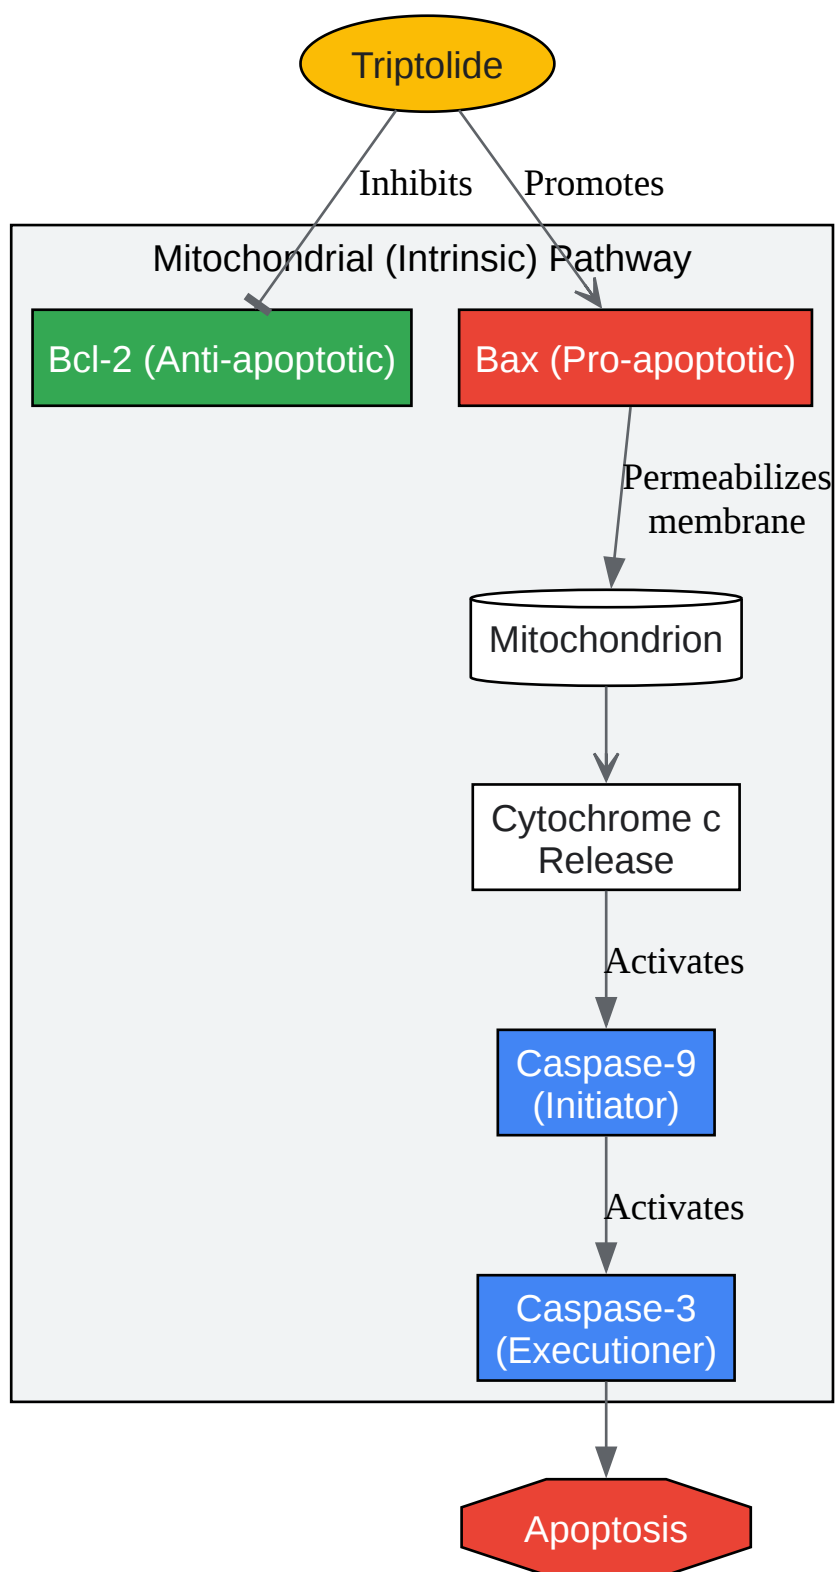 Triptolide
Inhibits
Promotes
Mitochondrial (Intrinsic) Pathway
Bcl-2 (Anti-apoptotic)
Bax (Pro-apoptotic)
Permeabilizes
membrane
Mitochondrion
Cytochrome c
Release
Activates
Caspase-9
(Initiator)
Activates
Caspase-3
(Executioner)
Apoptosis